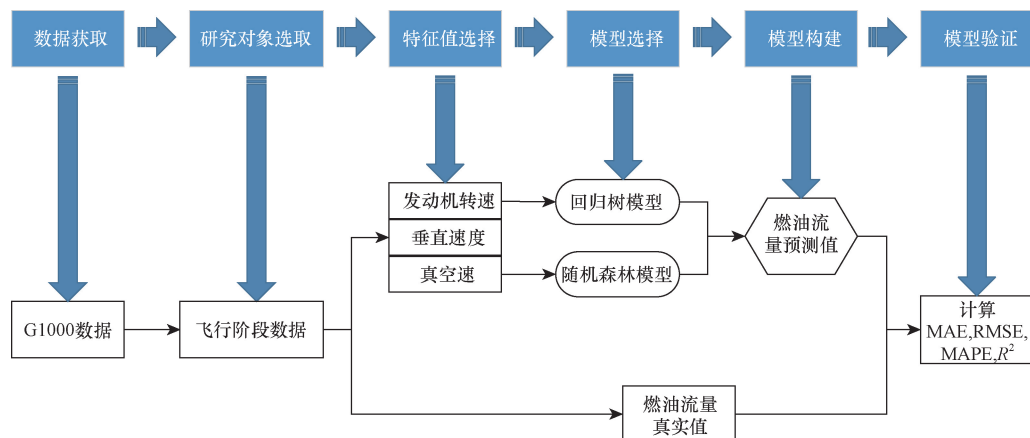 数据获取
研究对象选取
特征值选择
模型选择
模型构建
模型验证
发动机转速
垂直速度
真空速
回归树模型
随机森林模型
燃油流
量预测值
G1000数据
飞行阶段数据
计算
MAE,RMSE,
MAPE,R²
燃油流量
真实值